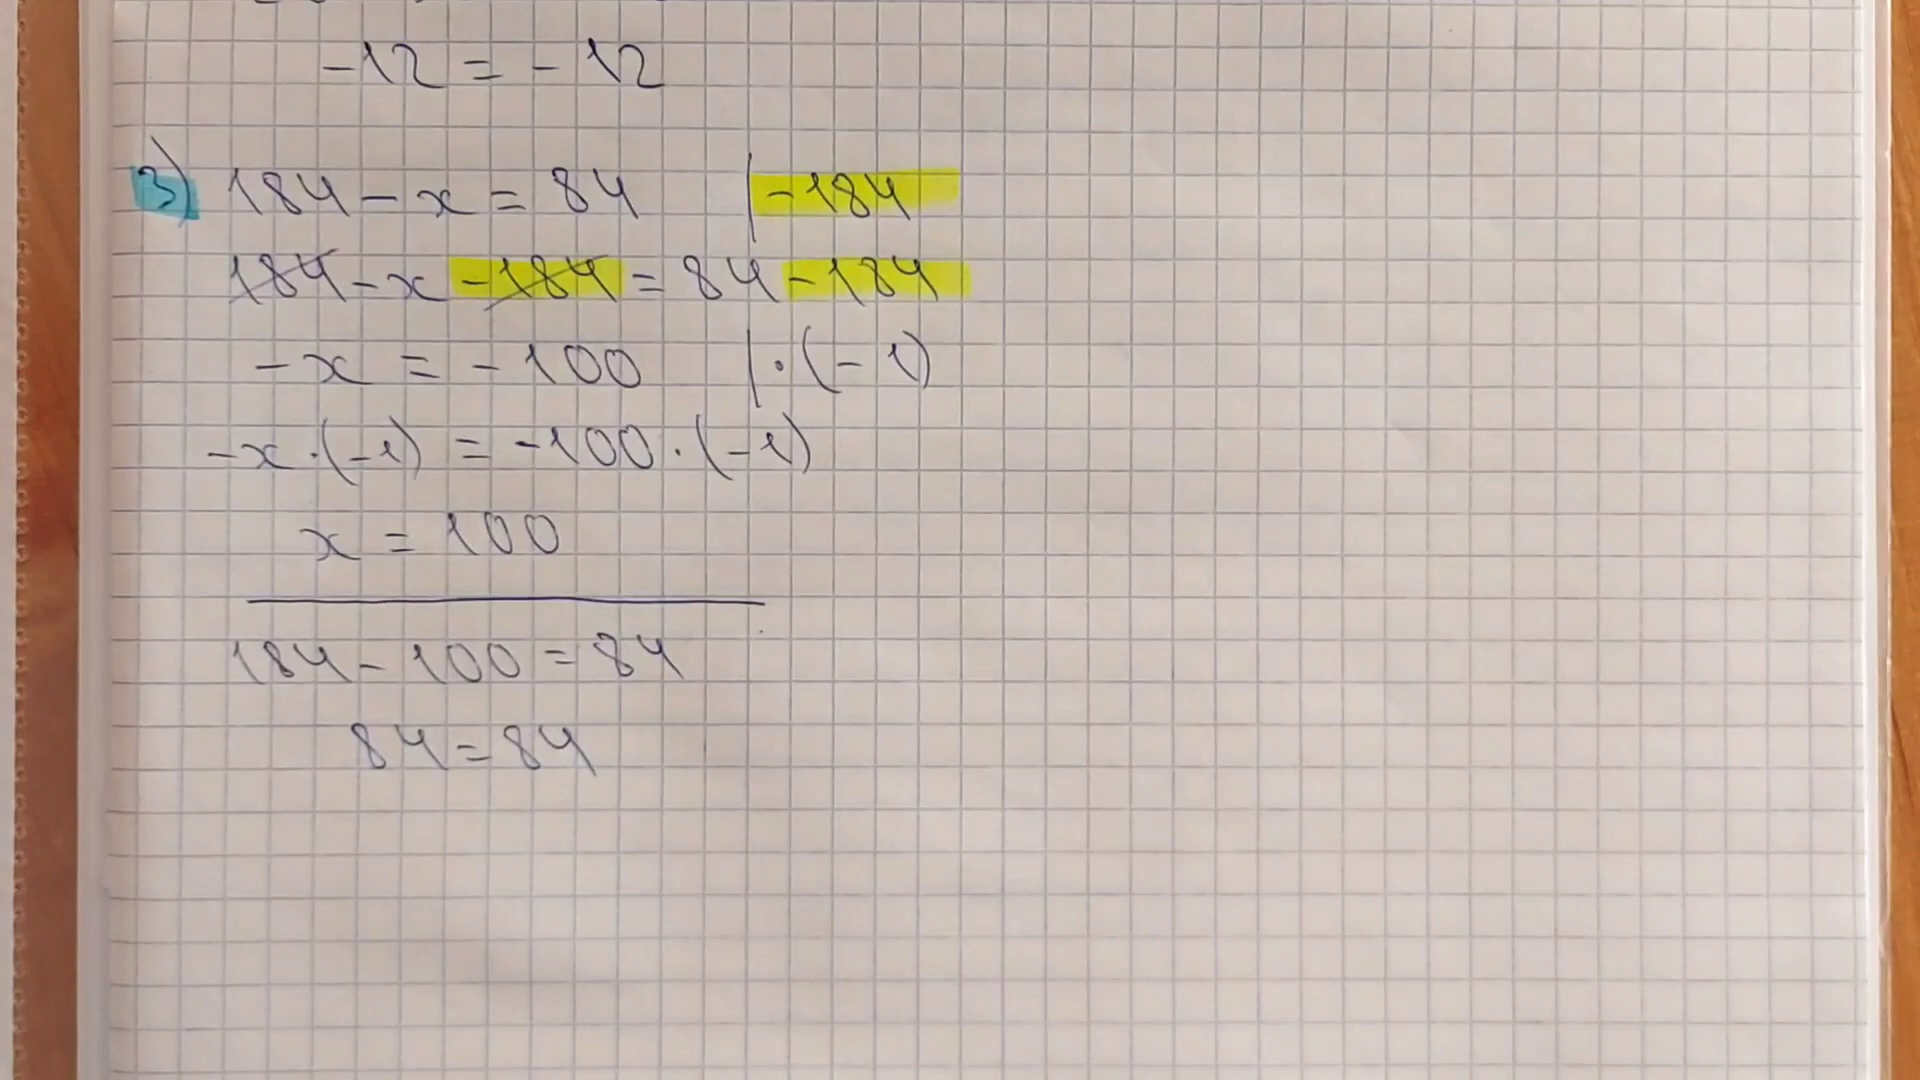 -12 = -12
3) 184 - x = 84 | -184
184 - x - 184 = 84 - 184
-x = -100 | · (-1)
-x · (-1) = -100 · (-1)
x = 100
184 - 100 = 84
84 = 84